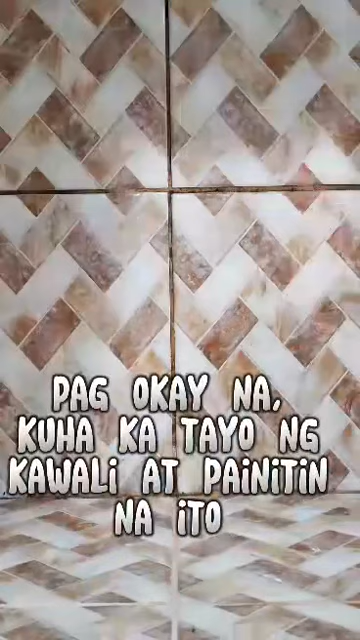 PAG OKAY NA,
KUHA KA TAYO NG
KAWALI AT PAINITIN
NA ITO